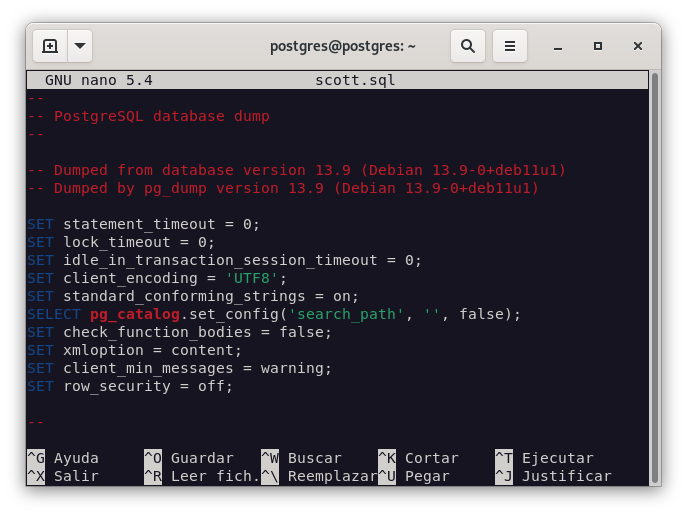 postgres@postgres: ~
GNU nano 5.4 scott.sql
--
-- PostgreSQL database dump
--
-- Dumped from database version 13.9 (Debian 13.9-0+deb11u1)
-- Dumped by pg_dump version 13.9 (Debian 13.9-0+deb11u1)
SET statement_timeout = 0;
SET lock_timeout = 0;
SET idle_in_transaction_session_timeout = 0;
SET client_encoding = 'UTF8';
SET standard_conforming_strings = on;
SELECT pg_catalog.set_config('search_path', '', false);
SET check_function_bodies = false;
SET xmloption = content;
SET client_min_messages = warning;
SET row_security = off;
--
^G Ayuda ^O Guardar ^W Buscar ^K Cortar ^T Ejecutar
^X Salir ^R Leer fich. ^\ Reemplazar ^U Pegar ^J Justificar